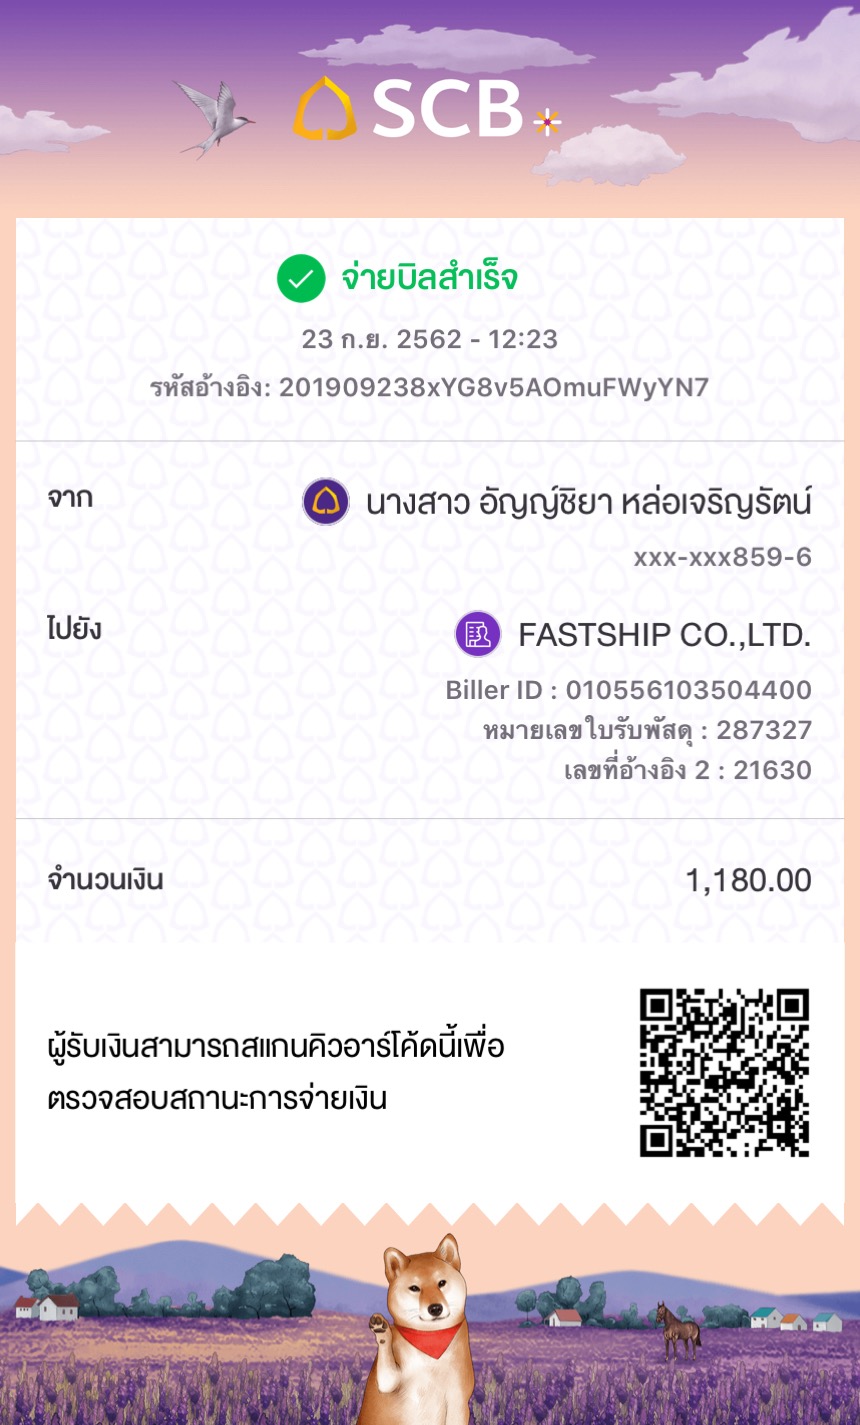 SCB
จ่ายบิลสำเร็จ
23 ก.ย. 2562 - 12:23
รหัสอ้างอิง: 201909238xYG8v5AOmuFWyYN7
จาก
นางสาว อัญญ์ชิยา หล่อเจริญรัตน์
xxx-xxx859-6
ไปยัง
FASTSHIP CO.,LTD.
Biller ID : 010556103504400
หมายเลขใบรับพัสดุ : 287327
เลขที่อ้างอิง 2 : 21630
จำนวนเงิน 1,180.00
ผู้รับเงินสามารถสแกนคิวอาร์โค้ดนี้เพื่อ
ตรวจสอบสถานะการจ่ายเงิน